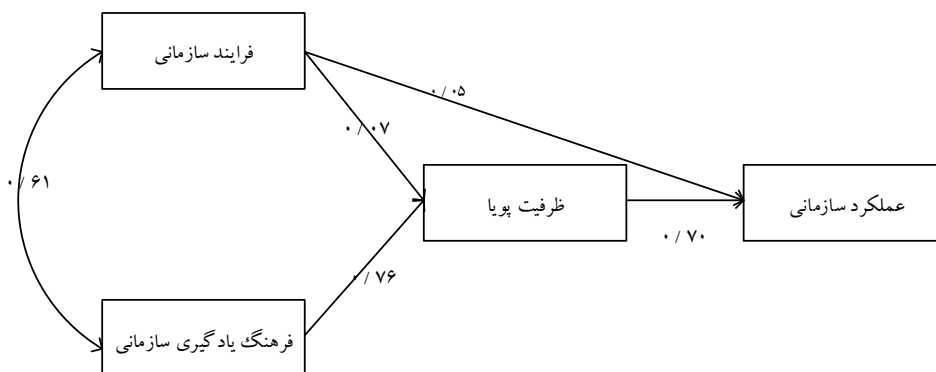 فرایند سازمانی
۰/۰۵
۰/۰۷
۰/۶۱
ظرفیت پویا
عملکرد سازمانی
۰/۷۰
۰/۷۶
فرهنگ یادگیری سازمانی